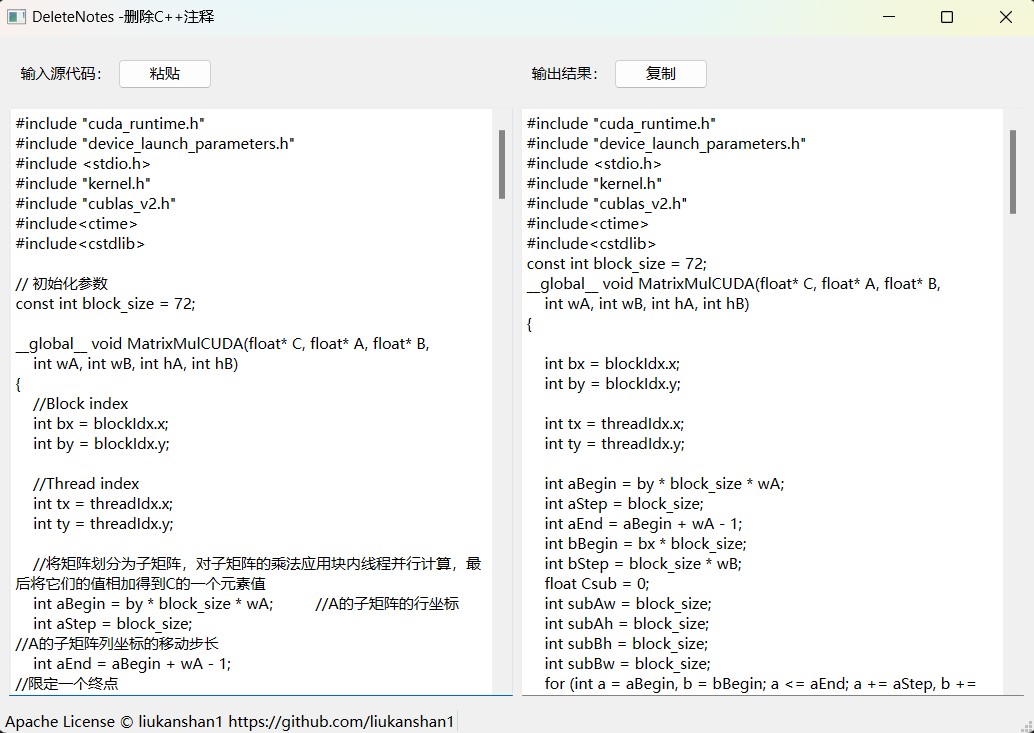 DeleteNotes -删除C++注释
输入源代码： 粘贴
#include "cuda_runtime.h"
#include "device_launch_parameters.h"
#include <stdio.h>
#include "kernel.h"
#include "cublas_v2.h"
#include<ctime>
#include<cstdlib>
// 初始化参数
const int block_size = 72;
__global__ void MatrixMulCUDA(float* C, float* A, float* B,
int wA, int wB, int hA, int hB)
{
//Block index
int bx = blockIdx.x;
int by = blockIdx.y;
//Thread index
int tx = threadIdx.x;
int ty = threadIdx.y;
//将矩阵划分为子矩阵，对子矩阵的乘法应用块内线程并行计算，最
后将它们的值相加得到C的一个元素值
int aBegin = by * block_size * wA; //A的子矩阵的行坐标
int aStep = block_size;
//A的子矩阵列坐标的移动步长
int aEnd = aBegin + wA - 1;
//限定一个终点
输出结果： 复制
#include "cuda_runtime.h"
#include "device_launch_parameters.h"
#include <stdio.h>
#include "kernel.h"
#include "cublas_v2.h"
#include<ctime>
#include<cstdlib>
const int block_size = 72;
__global__ void MatrixMulCUDA(float* C, float* A, float* B,
int wA, int wB, int hA, int hB)
{
int bx = blockIdx.x;
int by = blockIdx.y;
int tx = threadIdx.x;
int ty = threadIdx.y;
int aBegin = by * block_size * wA;
int aStep = block_size;
int aEnd = aBegin + wA - 1;
int bBegin = bx * block_size;
int bStep = block_size * wB;
float Csub = 0;
int subAw = block_size;
int subAh = block_size;
int subBh = block_size;
int subBw = block_size;
for (int a = aBegin, b = bBegin; a <= aEnd; a += aStep, b +=
Apache License © liukanshan1 https://github.com/liukanshan1